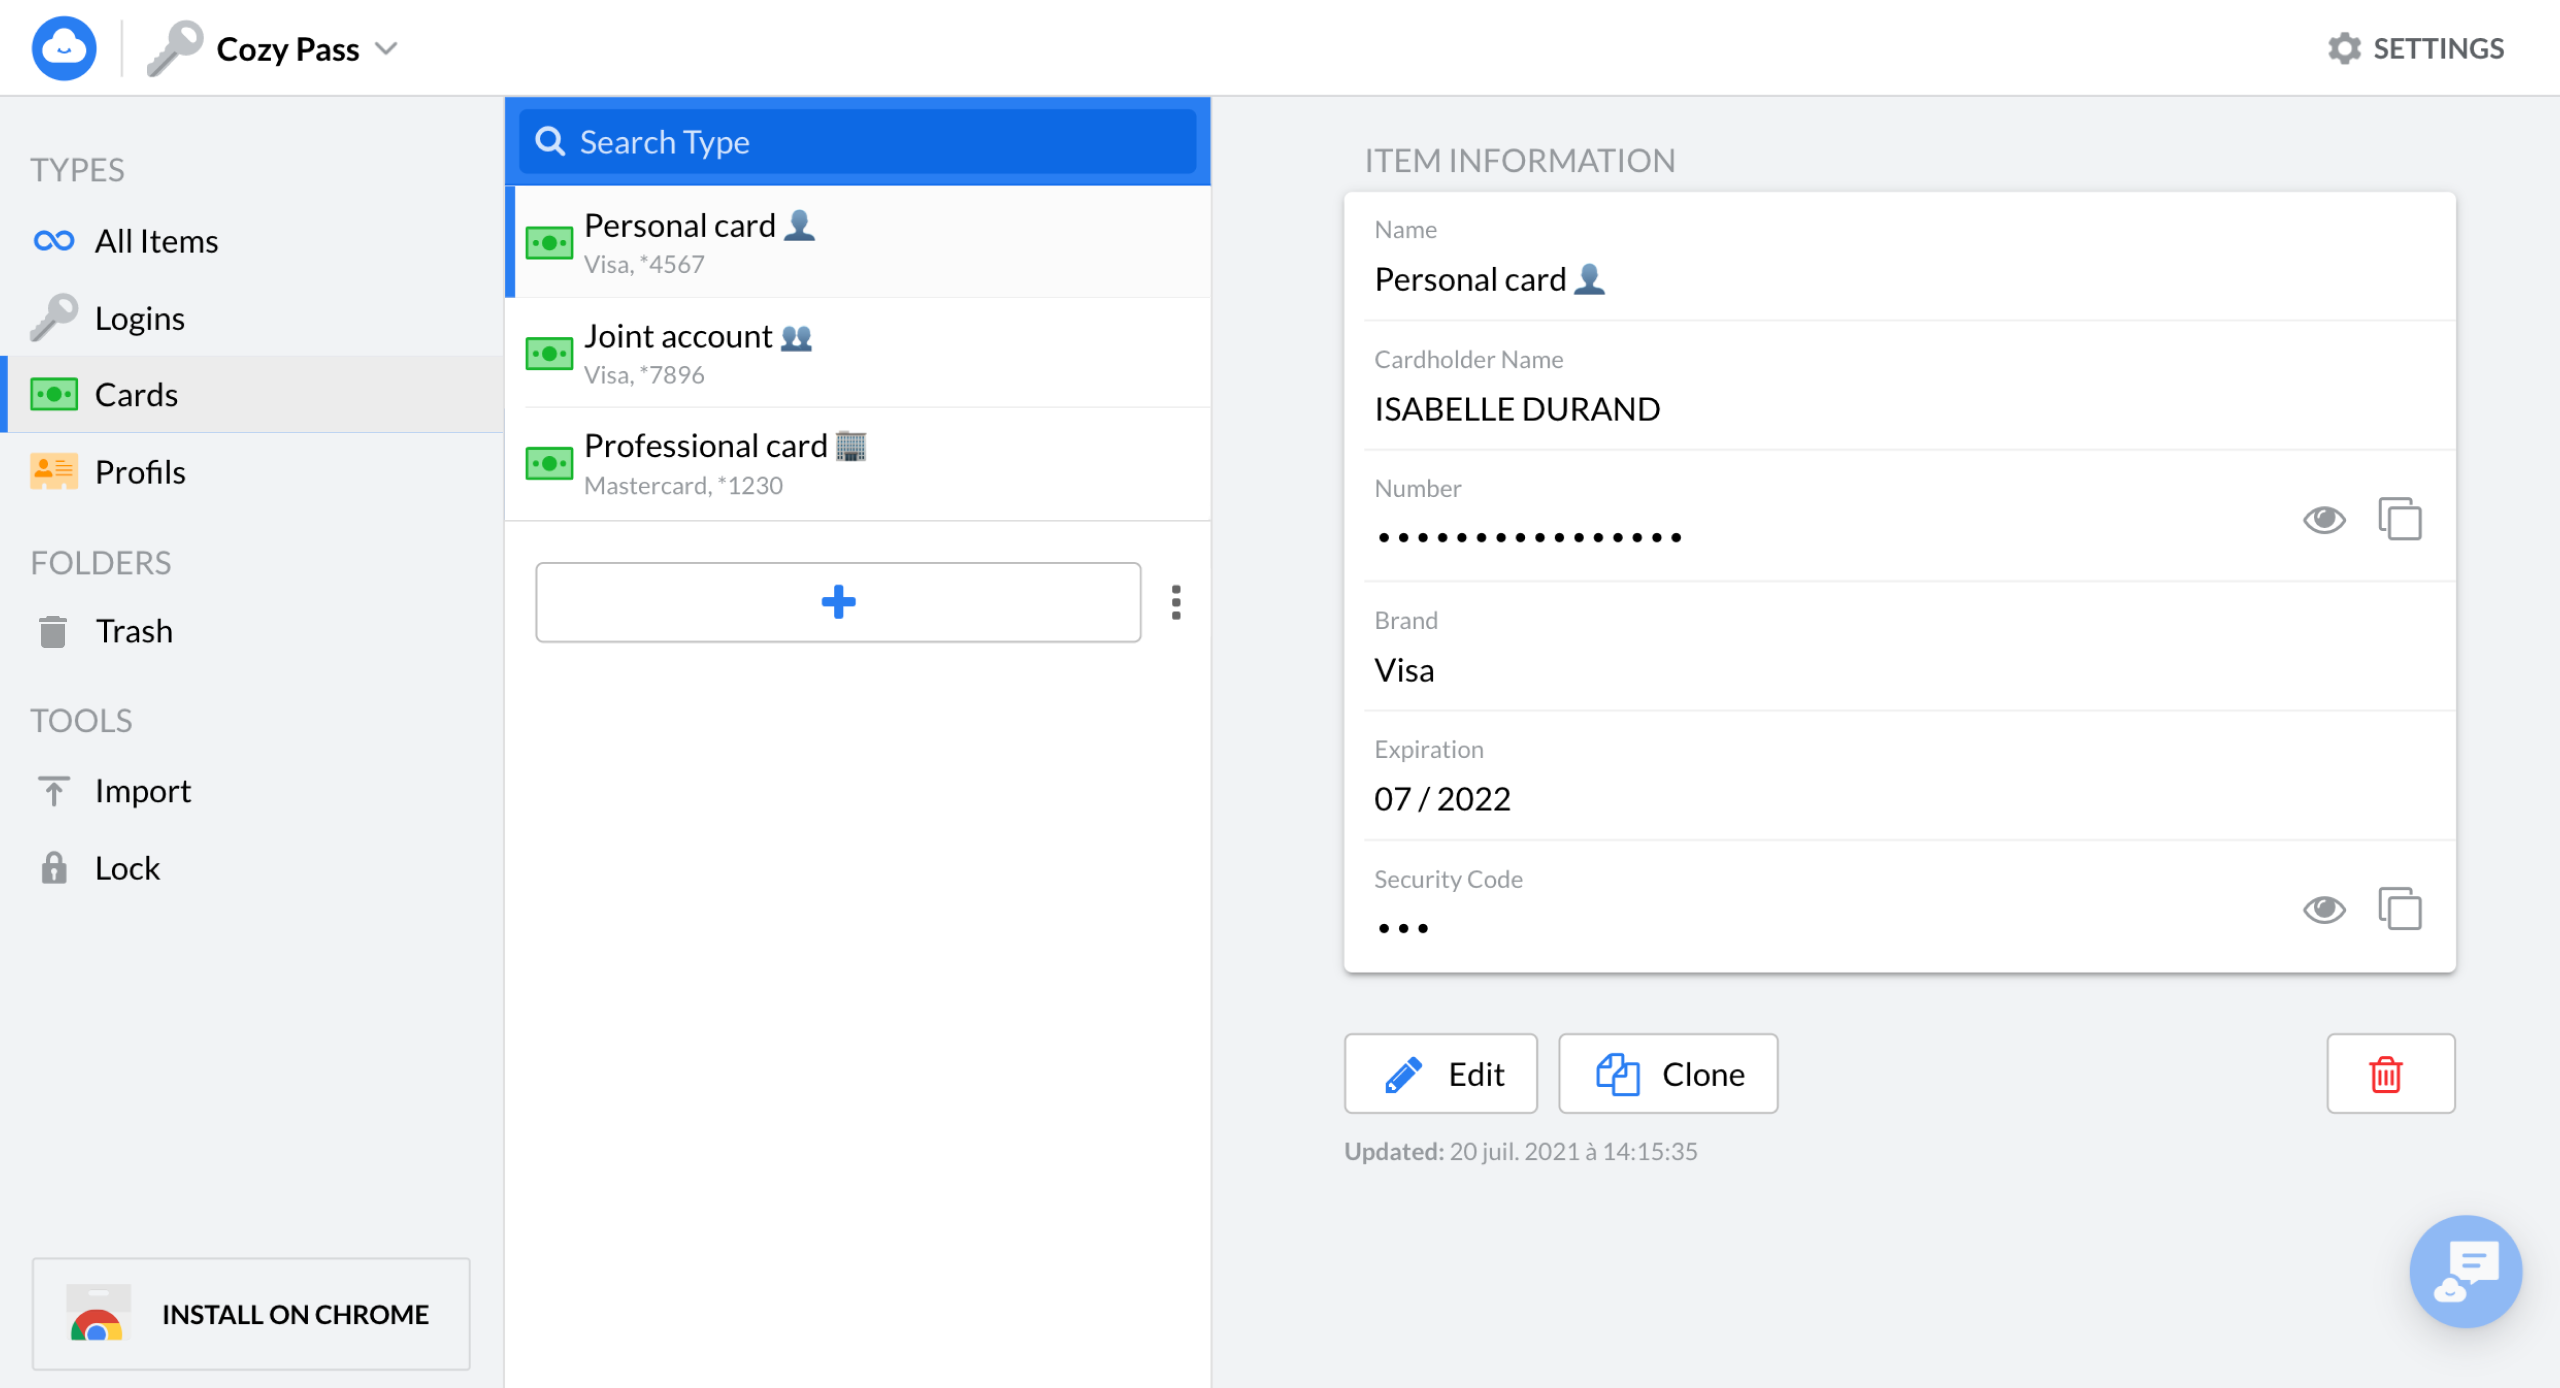 Cozy Pass
SETTINGS
TYPES
All Items
Logins
Cards
Profils
FOLDERS
Trash
TOOLS
Import
Lock
INSTALL ON CHROME
Search Type
Personal card 👤
Visa, *4567
Joint account 👥
Visa, *7896
Professional card 🏢
Mastercard, *1230
ITEM INFORMATION
Name
Personal card 👤
Cardholder Name
ISABELLE DURAND
Number
••••••••••••••••
Brand
Visa
Expiration
07 / 2022
Security Code
•••
Edit
Clone
Updated: 20 juil. 2021 à 14:15:35